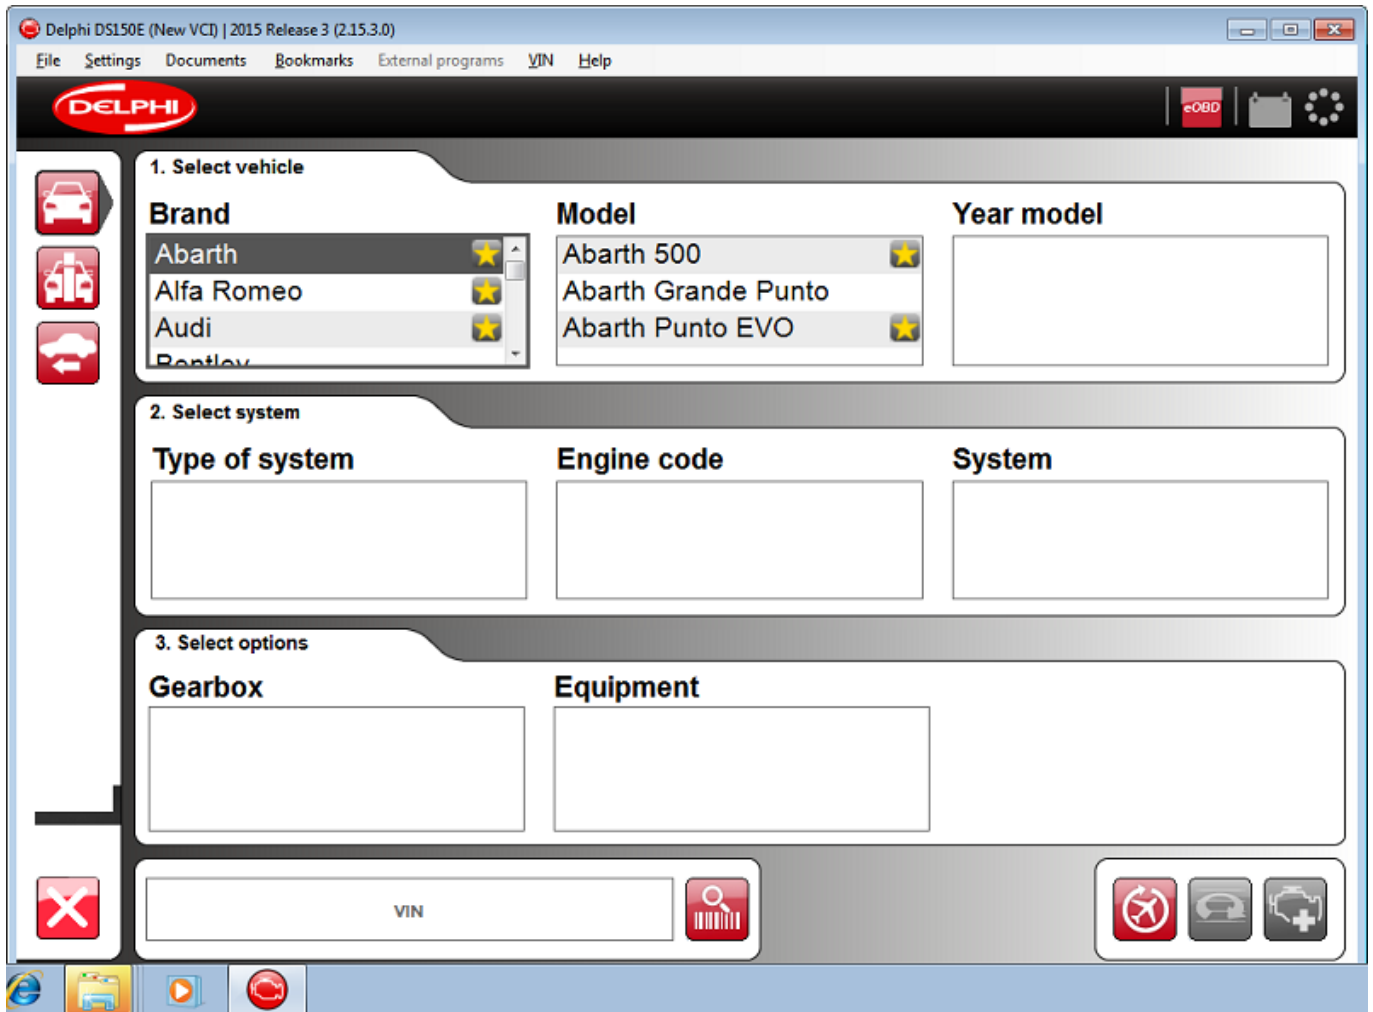 Delphi DS150E (New VCI) | 2015 Release 3 (2.15.3.0)
File Settings Documents Bookmarks External programs VIN Help
DELPHI
eOBD
1. Select vehicle
Brand Model Year model
Abarth Abarth 500
Alfa Romeo Abarth Grande Punto
Audi Abarth Punto EVO
Bentley
2. Select system
Type of system Engine code System
3. Select options
Gearbox Equipment
VIN